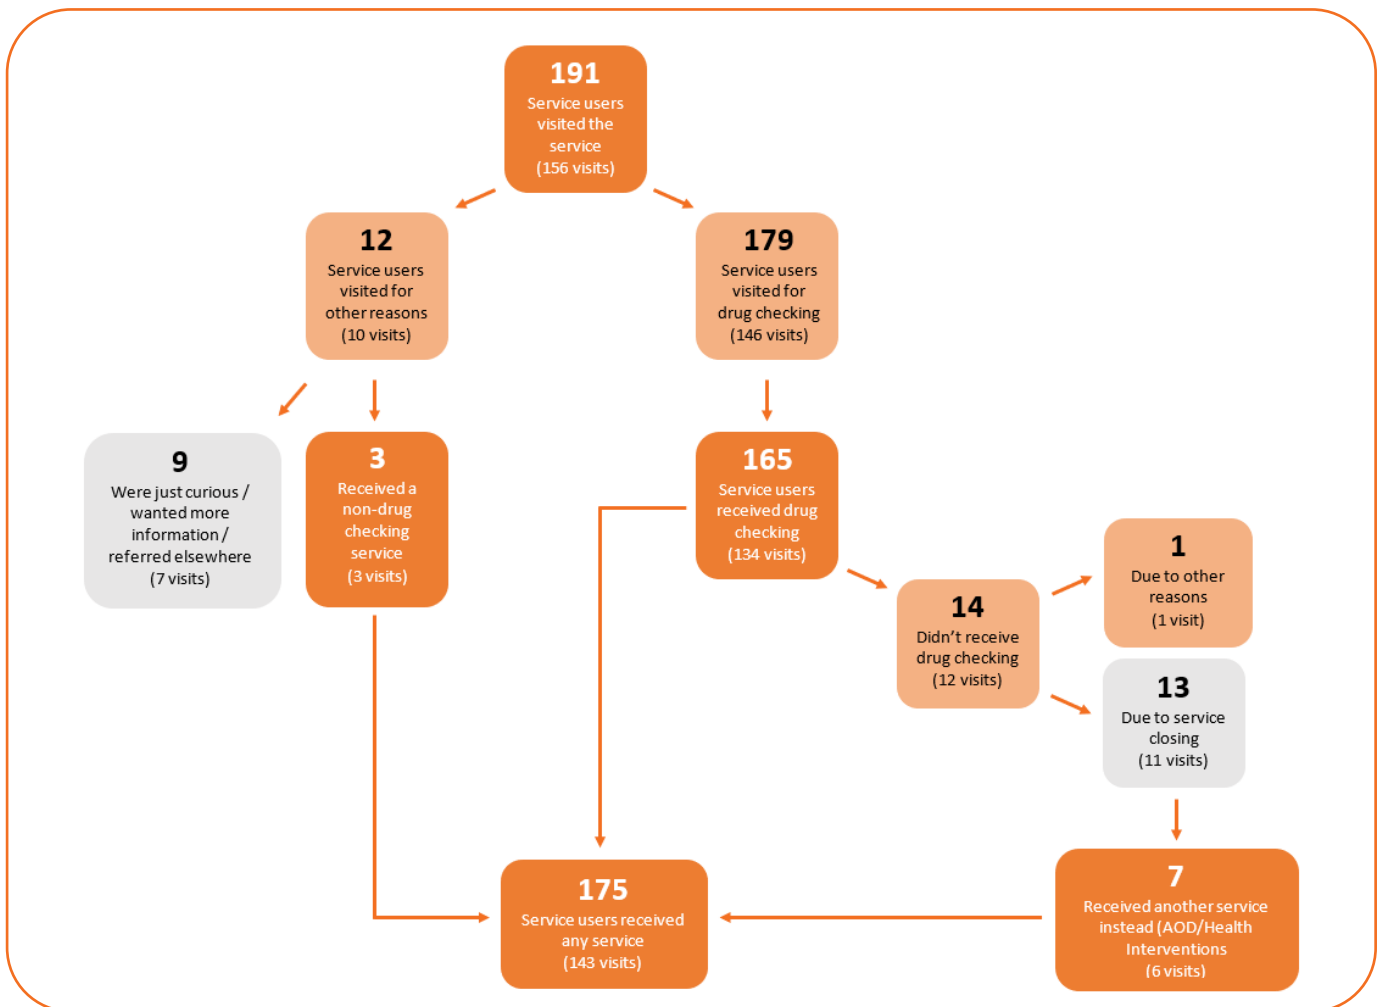 191
Service users
visited the
service
(156 visits)
12
Service users
visited for
other reasons
(10 visits)
179
Service users
visited for
drug checking
(146 visits)
9
Were just curious /
wanted more
information /
referred elsewhere
(7 visits)
3
Received a
non-drug
checking
service
(3 visits)
165
Service users
received drug
checking
(134 visits)
14
Didn’t receive
drug checking
(12 visits)
1
Due to other
reasons
(1 visit)
13
Due to service
closing
(11 visits)
175
Service users received
any service
(143 visits)
7
Received another service
instead (AOD/Health
Interventions
(6 visits)